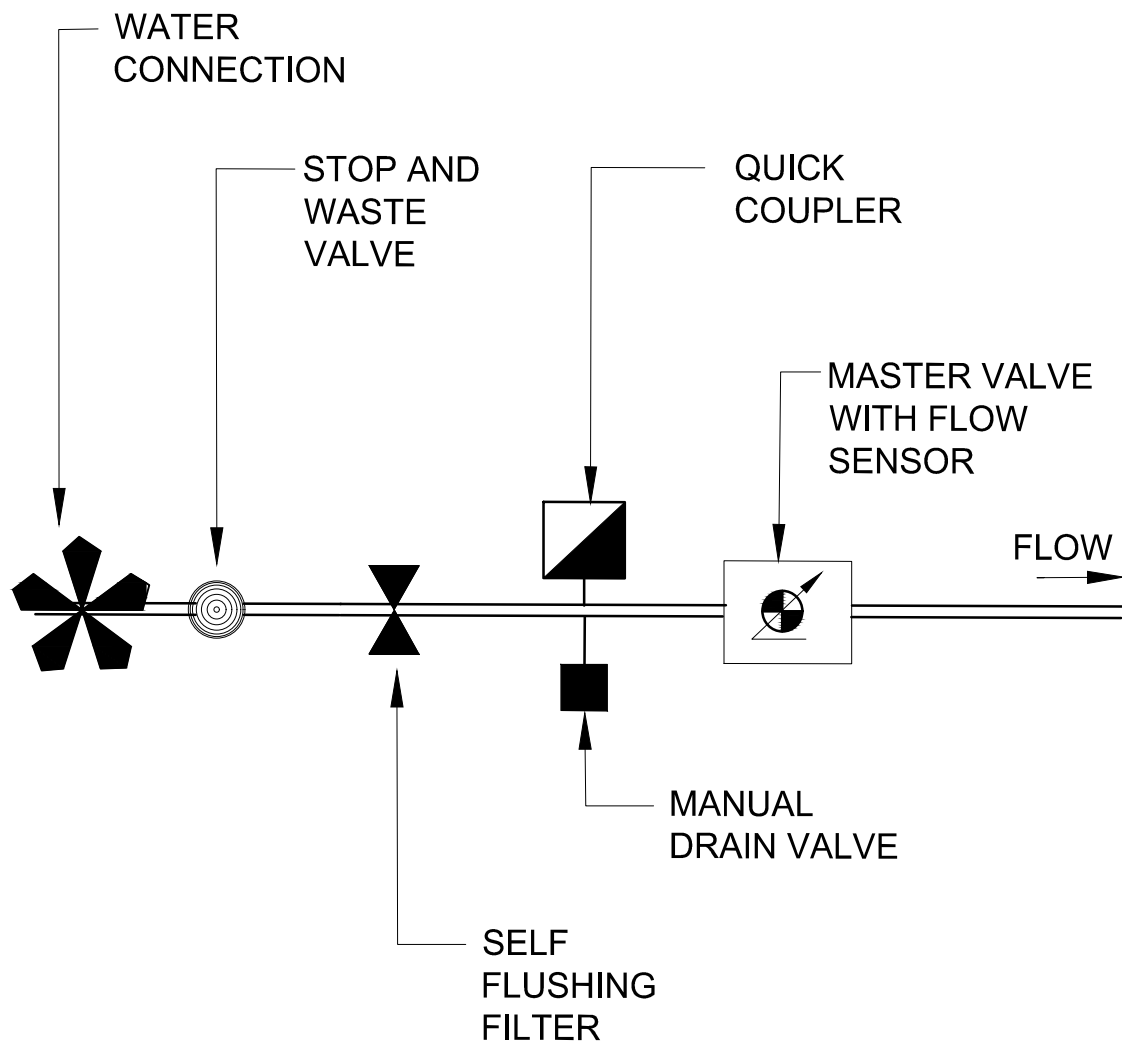 WATER
CONNECTION
STOP AND
WASTE
VALVE
QUICK
COUPLER
MASTER VALVE
WITH FLOW
SENSOR
FLOW
MANUAL
DRAIN VALVE
SELF
FLUSHING
FILTER